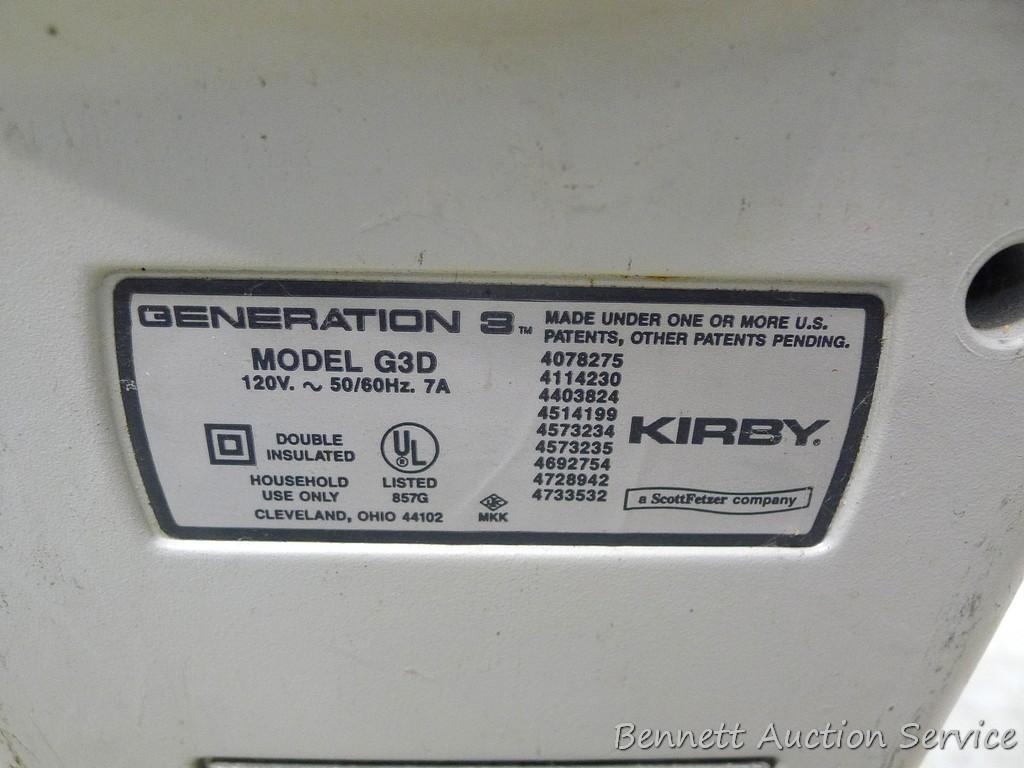 GENERATION 3™
MODEL G3D
120V. ~ 50/60Hz. 7A
DOUBLE
INSULATED
UL
®
LISTED
857G
HOUSEHOLD
USE ONLY
CLEVELAND, OHIO 44102
MKK
MADE UNDER ONE OR MORE U.S.
PATENTS, OTHER PATENTS PENDING.
4078275
4114230
4403824
4514199
4573234
4573235
4692754
4728942
4733532
KIRBY®
a ScottFetzer company
Bennett Auction Service